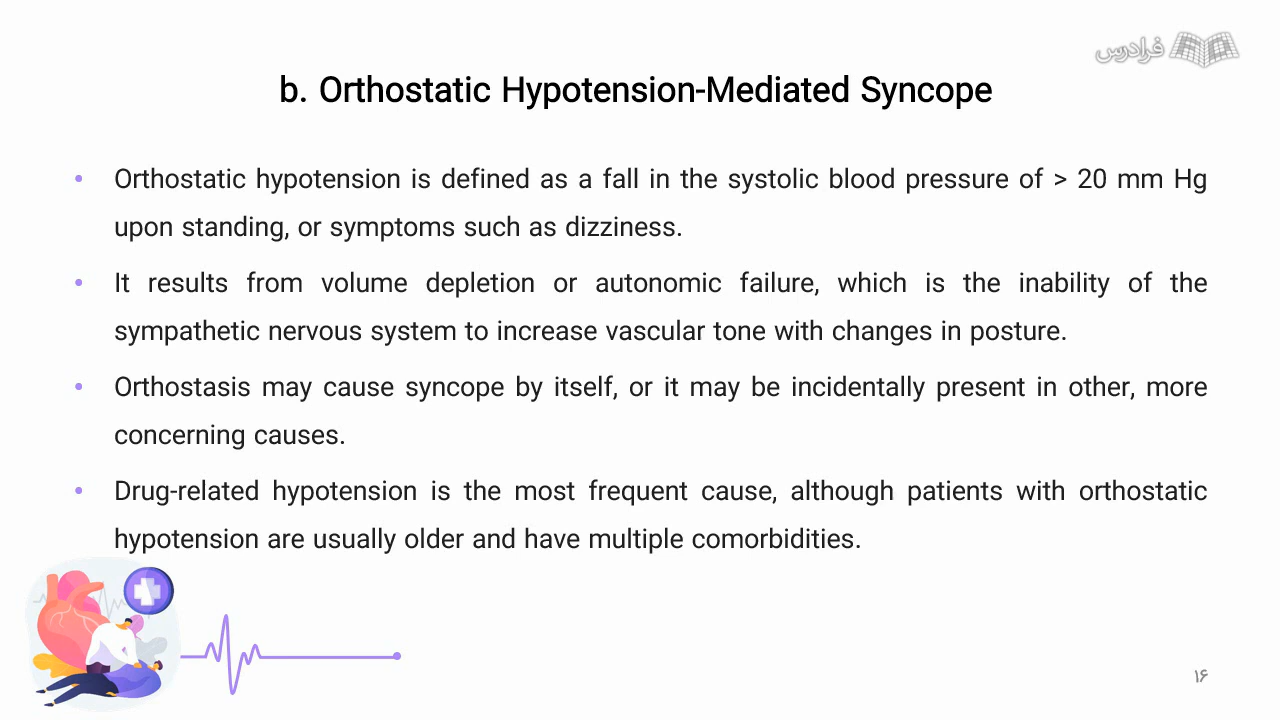 فرادرس
b. Orthostatic Hypotension-Mediated Syncope
• Orthostatic hypotension is defined as a fall in the systolic blood pressure of > 20 mm Hg
upon standing, or symptoms such as dizziness.
• It results from volume depletion or autonomic failure, which is the inability of the
sympathetic nervous system to increase vascular tone with changes in posture.
• Orthostasis may cause syncope by itself, or it may be incidentally present in other, more
concerning causes.
• Drug-related hypotension is the most frequent cause, although patients with orthostatic
hypotension are usually older and have multiple comorbidities.
۱۶